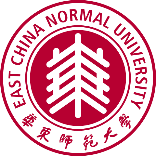 EAST CHINA NORMAL UNIVERSITY
華東師範大學